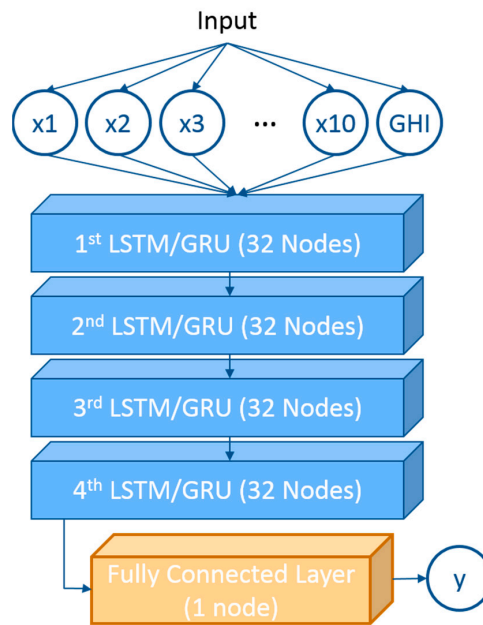 Input
x1 x2 x3 ... x10 GHI
1st LSTM/GRU (32 Nodes)
2nd LSTM/GRU (32 Nodes)
3rd LSTM/GRU (32 Nodes)
4th LSTM/GRU (32 Nodes)
Fully Connected Layer
(1 node)
y